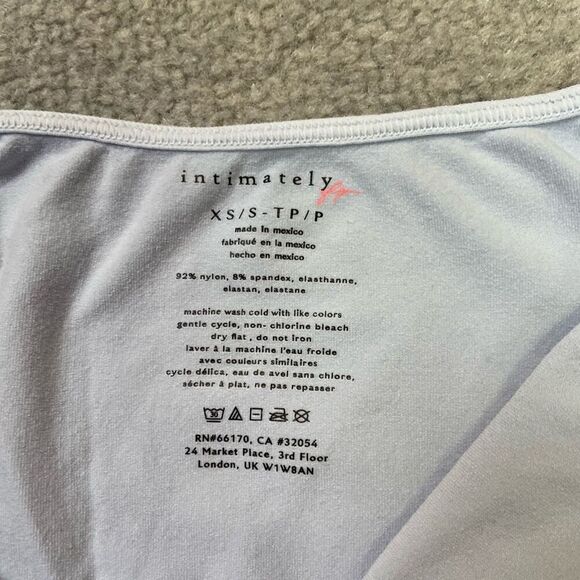 intimately fp
XS/S - TP/P
made in mexico
fabriqué en la mexico
hecho en mexico
92% nylon, 8% spandex, elasthanne,
elastan, elastane
machine wash cold with like colors
gentle cycle, non- chlorine bleach
dry flat , do not iron
laver à la machine l'eau froide
avec couleurs similaires
cycle délica, eau de avel sans chlore,
sécher à plat, ne pas repasser
30
RN#66170, CA #32054
24 Market Place, 3rd Floor
London, UK W1W8AN